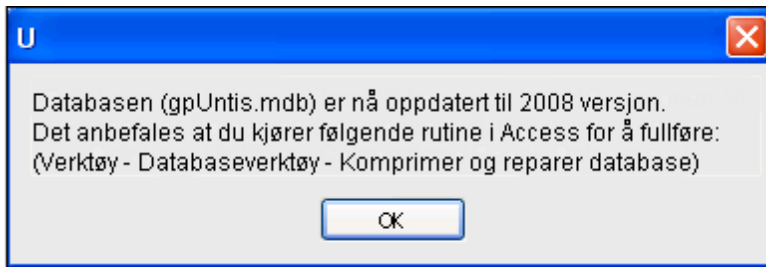 U
Databasen (gpUntis.mdb) er nå oppdatert til 2008 versjon.
Det anbefales at du kjører følgende rutine i Access for å fullføre:
(Verktøy - Databaseverktøy - Komprimer og reparer database)
OK